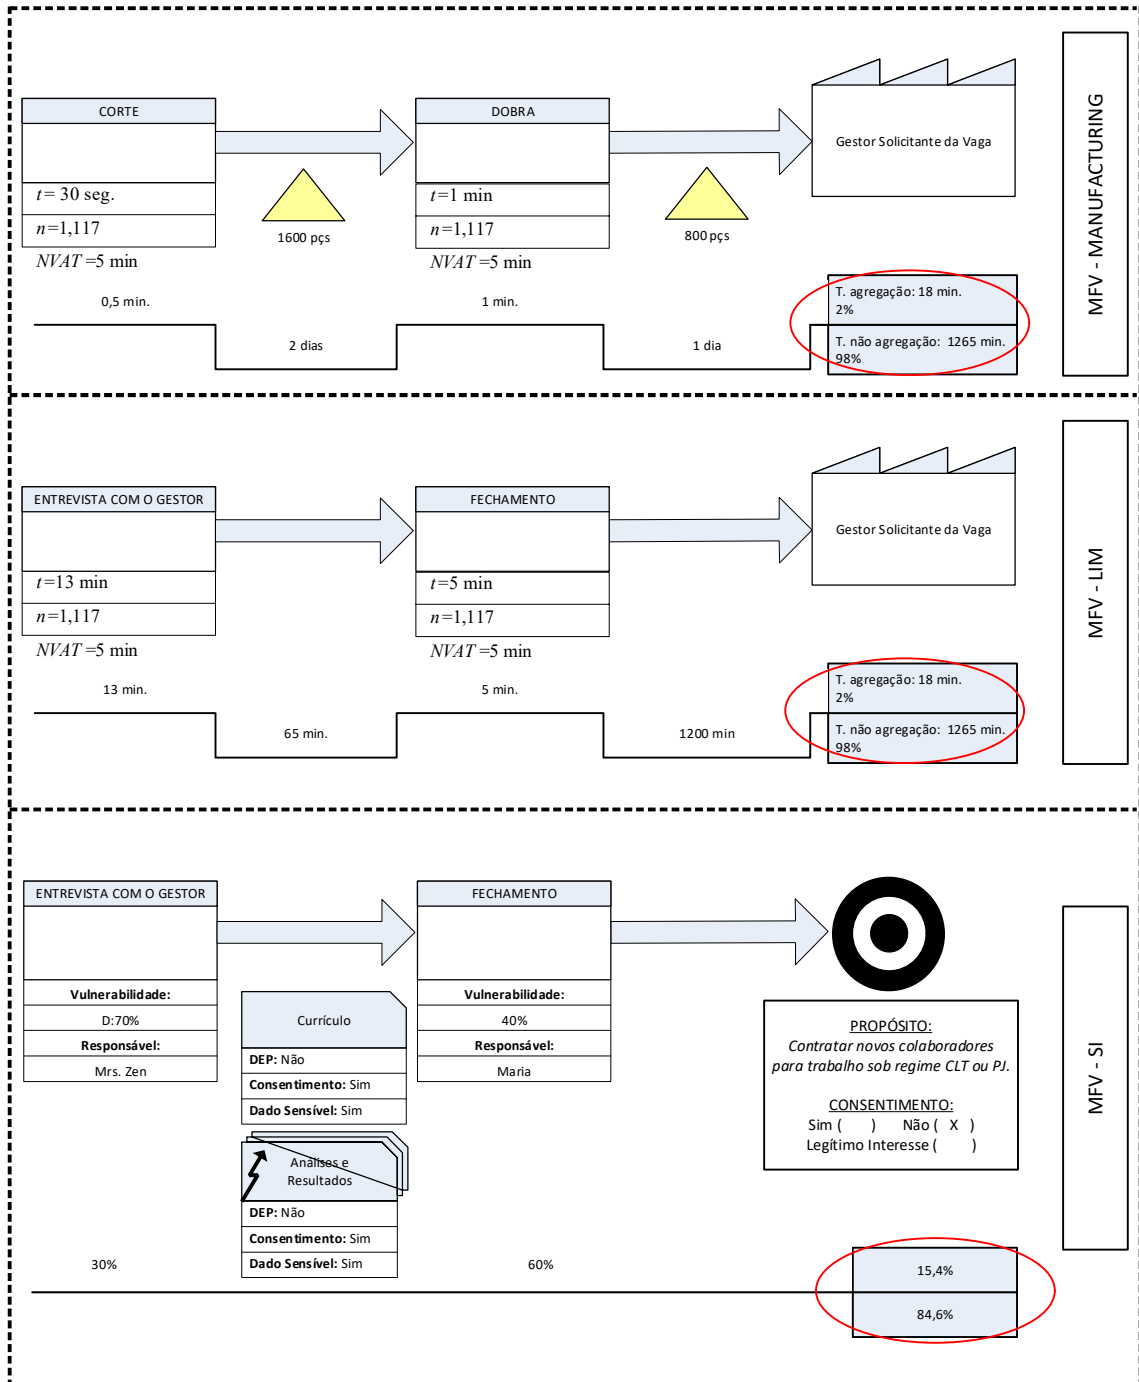 CORTE
t= 30 seg.
n=1,117
NVAT =5 min
1600 pçs
DOBRA
t=1 min
n=1,117
NVAT =5 min
800 pçs
Gestor Solicitante da Vaga
0,5 min.
2 dias
1 min.
1 dia
T. agregação: 18 min.
2%
T. não agregação: 1265 min.
98%
MFV - MANUFACTURING
ENTREVISTA COM O GESTOR
t=13 min
n=1,117
NVAT =5 min
FECHAMENTO
t=5 min
n=1,117
NVAT =5 min
Gestor Solicitante da Vaga
13 min.
65 min.
5 min.
1200 min
T. agregação: 18 min.
2%
T. não agregação: 1265 min.
98%
MFV - LIM
ENTREVISTA COM O GESTOR
Vulnerabilidade:
D:70%
Responsável:
Mrs. Zen
Currículo
DEP: Não
Consentimento: Sim
Dado Sensível: Sim
Análises e
Resultados
DEP: Não
Consentimento: Sim
Dado Sensível: Sim
FECHAMENTO
Vulnerabilidade:
40%
Responsável:
Maria
PROPÓSITO:
Contratar novos colaboradores
para trabalho sob regime CLT ou PJ.
CONSENTIMENTO:
Sim ( ) Não ( X )
Legítimo Interesse ( )
30%
60%
15,4%
84,6%
MFV - SI